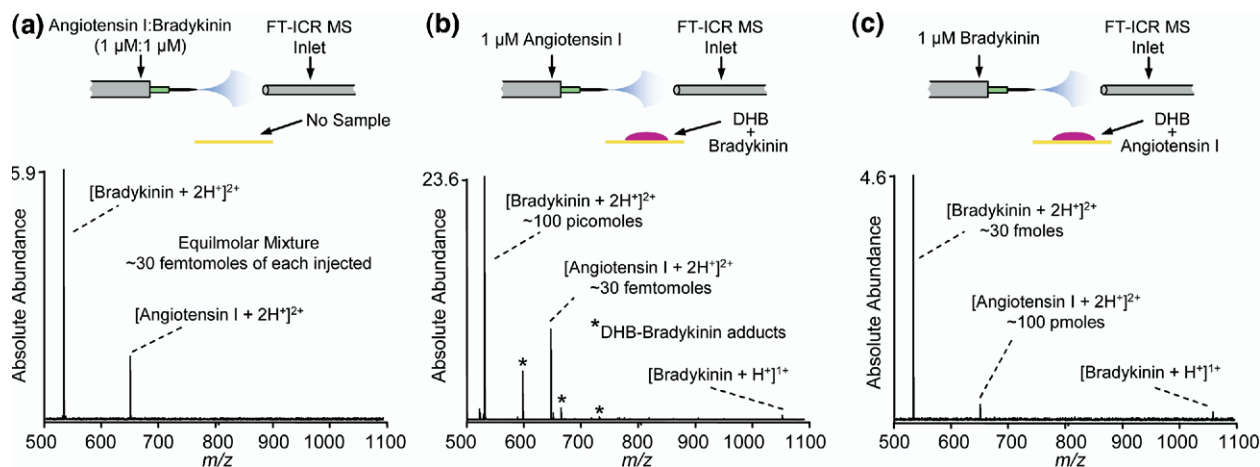 (a) Angiotensin I:Bradykinin
(1 µM:1 µM)
FT-ICR MS
Inlet
No Sample
5.9
Absolute Abundance
[Bradykinin + 2H⁺]²⁺
Equilmolar Mixture
~30 femtomoles of each injected
[Angiotensin I + 2H⁺]²⁺
500 600 700 800 900 1000 1100
m/z
(b)
1 µM Angiotensin I
FT-ICR MS
Inlet
DHB
+
Bradykinin
23.6
Absolute Abundance
[Bradykinin + 2H⁺]²⁺
~100 picomoles
[Angiotensin I + 2H⁺]²⁺
~30 femtomoles
*DHB-Bradykinin adducts
* * *
[Bradykinin + H⁺]¹⁺
500 600 700 800 900 1000 1100
m/z
(c)
1 µM Bradykinin
FT-ICR MS
Inlet
DHB
+
Angiotensin I
4.6
Absolute Abundance
[Bradykinin + 2H⁺]²⁺
~30 fmoles
[Angiotensin I + 2H⁺]²⁺
~100 pmoles
[Bradykinin + H⁺]¹⁺
500 600 700 800 900 1000 1100
m/z